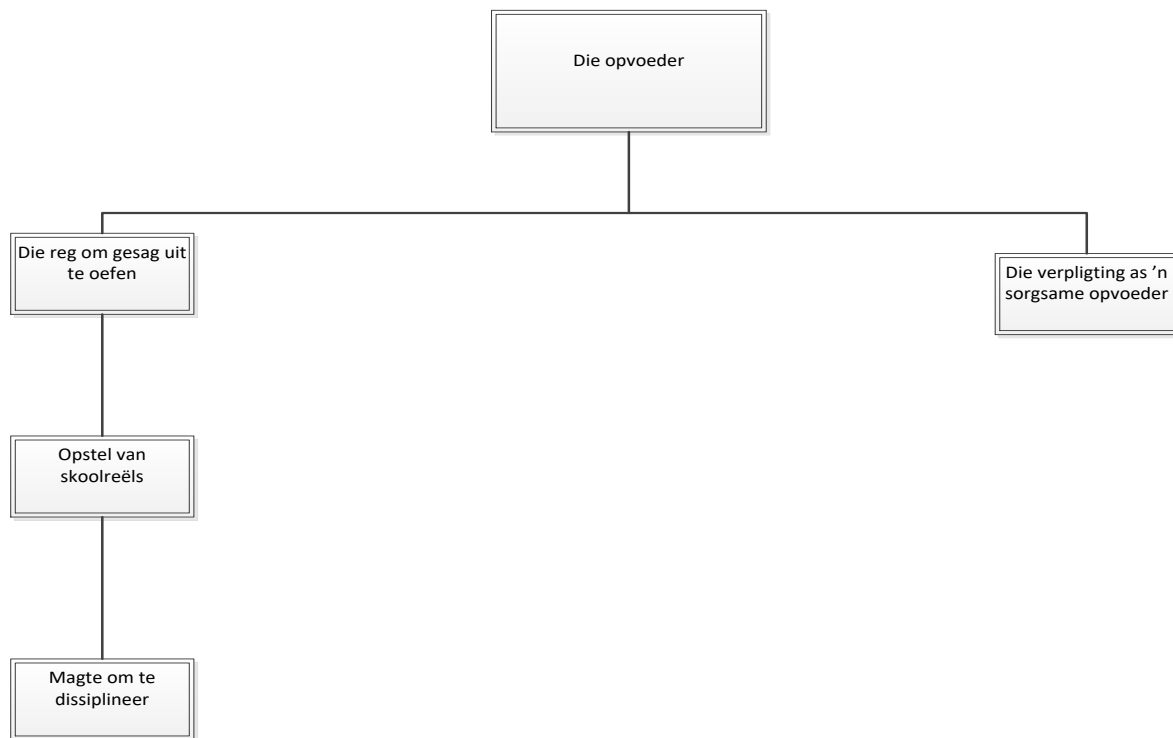 Die opvoeder
Die reg om gesag uit
te oefen
Die verpligting as ’n
sorgsame opvoeder
Opstel van
skoolreëls
Magte om te
dissiplineer